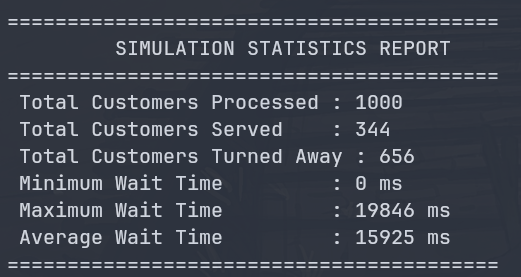 =========================================
SIMULATION STATISTICS REPORT
=========================================
Total Customers Processed : 1000
Total Customers Served    : 344
Total Customers Turned Away : 656
Minimum Wait Time         : 0 ms
Maximum Wait Time         : 19846 ms
Average Wait Time         : 15925 ms
=========================================